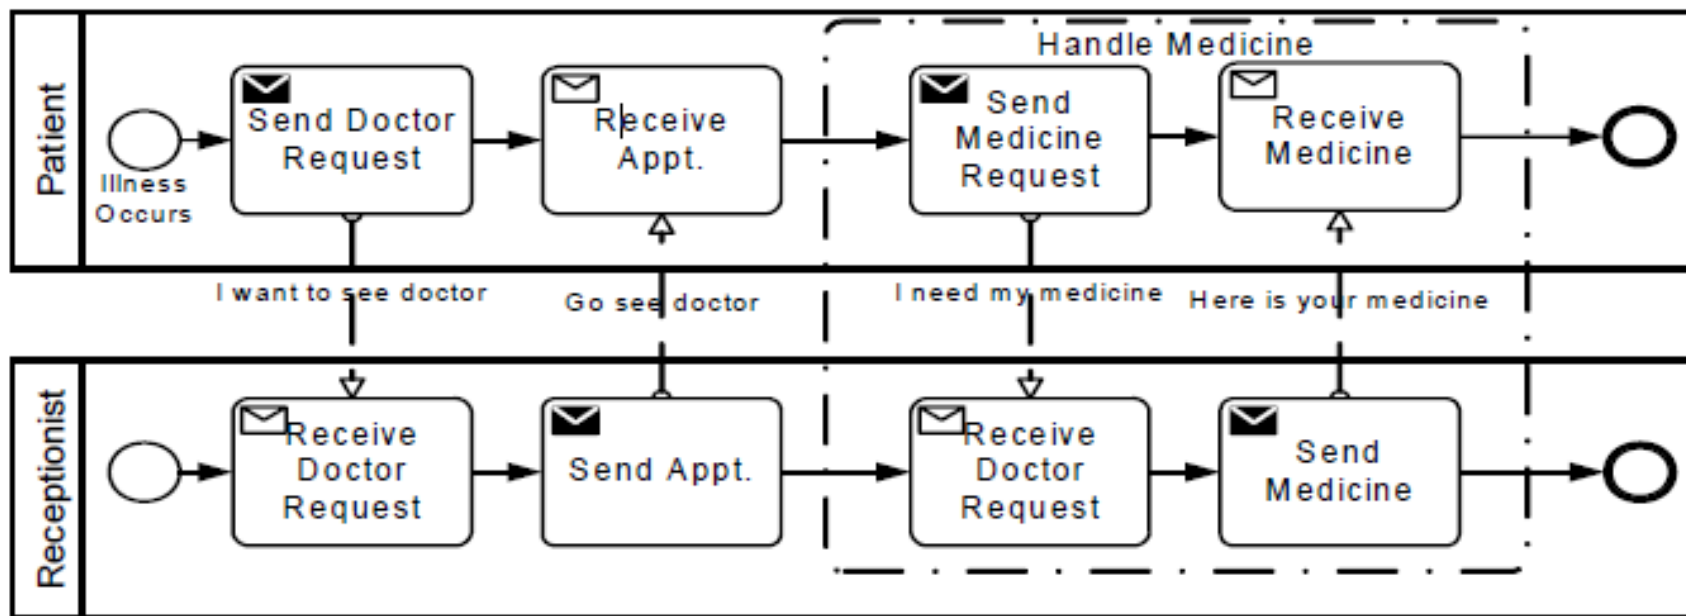 Handle Medicine
Patient
Illness
Occurs
Send Doctor
Request
Receive
Appt.
Send
Medicine
Request
Receive
Medicine
I want to see doctor
Go see doctor
I need my medicine
Here is your medicine
Receptionist
Receive
Doctor
Request
Send Appt.
Receive
Doctor
Request
Send
Medicine